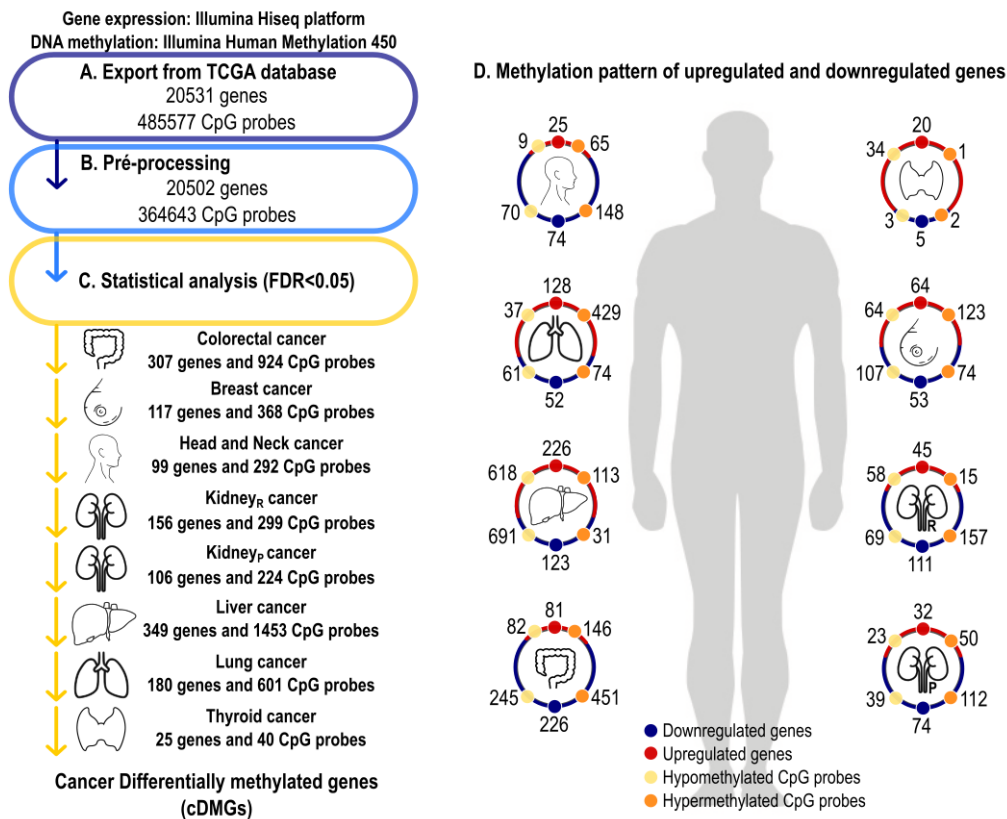 Gene expression: Illumina Hiseq platform
DNA methylation: Illumina Human Methylation 450
A. Export from TCGA database
20531 genes
485577 CpG probes
B. Pré-processing
20502 genes
364643 CpG probes
C. Statistical analysis (FDR<0.05)
Colorectal cancer
307 genes and 924 CpG probes
Breast cancer
117 genes and 368 CpG probes
Head and Neck cancer
99 genes and 292 CpG probes
KidneyR cancer
156 genes and 299 CpG probes
KidneyP cancer
106 genes and 224 CpG probes
Liver cancer
349 genes and 1453 CpG probes
Lung cancer
180 genes and 601 CpG probes
Thyroid cancer
25 genes and 40 CpG probes
Cancer Differentially methylated genes
(cDMGs)
D. Methylation pattern of upregulated and downregulated genes
25
9 65
70 148
74
20
34 1
3 2
5
128
37 429
61 74
52
64
64 123
107 74
53
226
618 113
691 31
123
45
58 15
R
69 157
111
81
82 146
245 451
226
32
23 50
P
39 112
74
Downregulated genes
Upregulated genes
Hypomethylated CpG probes
Hypermethylated CpG probes